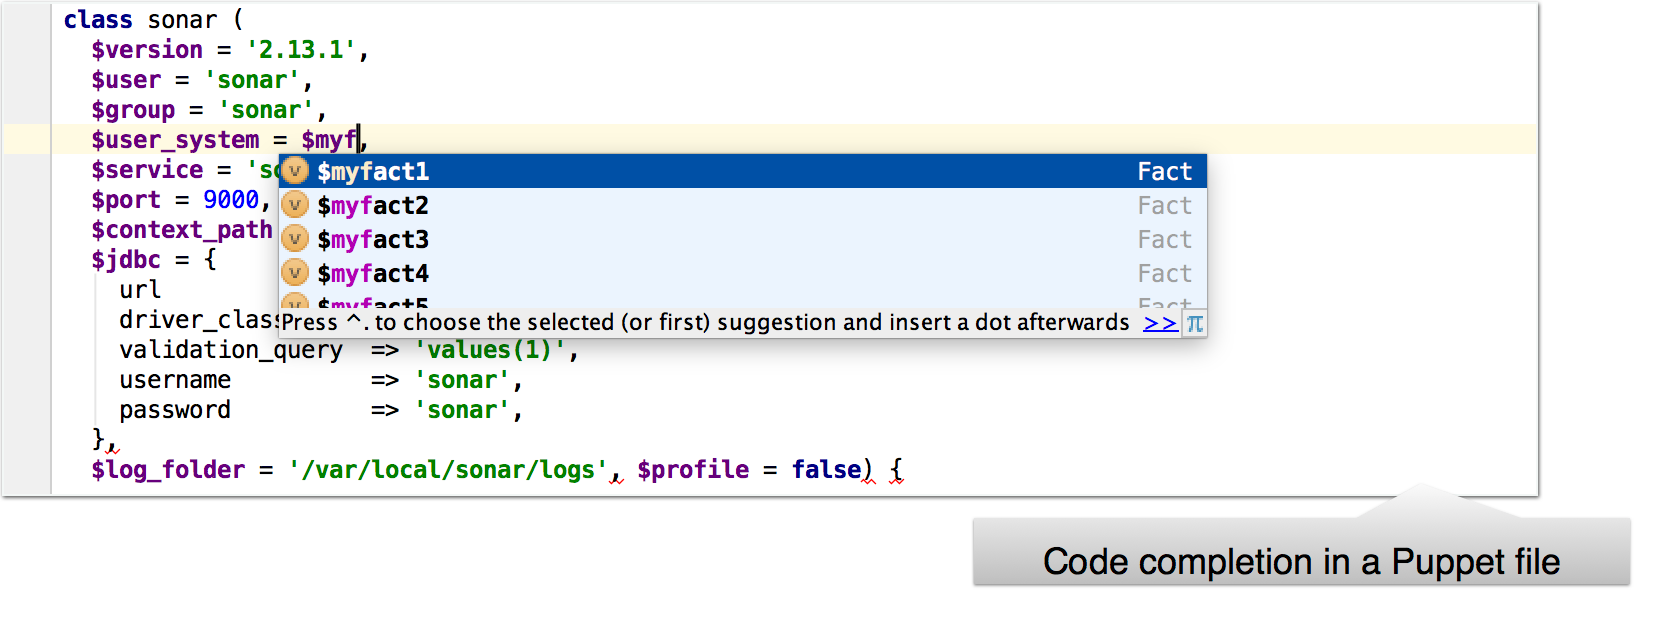 class sonar (
$version = '2.13.1',
$user = 'sonar',
$group = 'sonar',
$user_system = $myf,
$service = 'so
$myfact1 Fact
$port = 9000,
$myfact2 Fact
$context_path
$myfact3 Fact
$jdbc = {
$myfact4 Fact
url
$myfact5 Fact
driver_class
Press ^. to choose the selected (or first) suggestion and insert a dot afterwards >> π
validation_query => 'values(1)',
username => 'sonar',
password => 'sonar',
},
$log_folder = '/var/local/sonar/logs', $profile = false) {
Code completion in a Puppet file